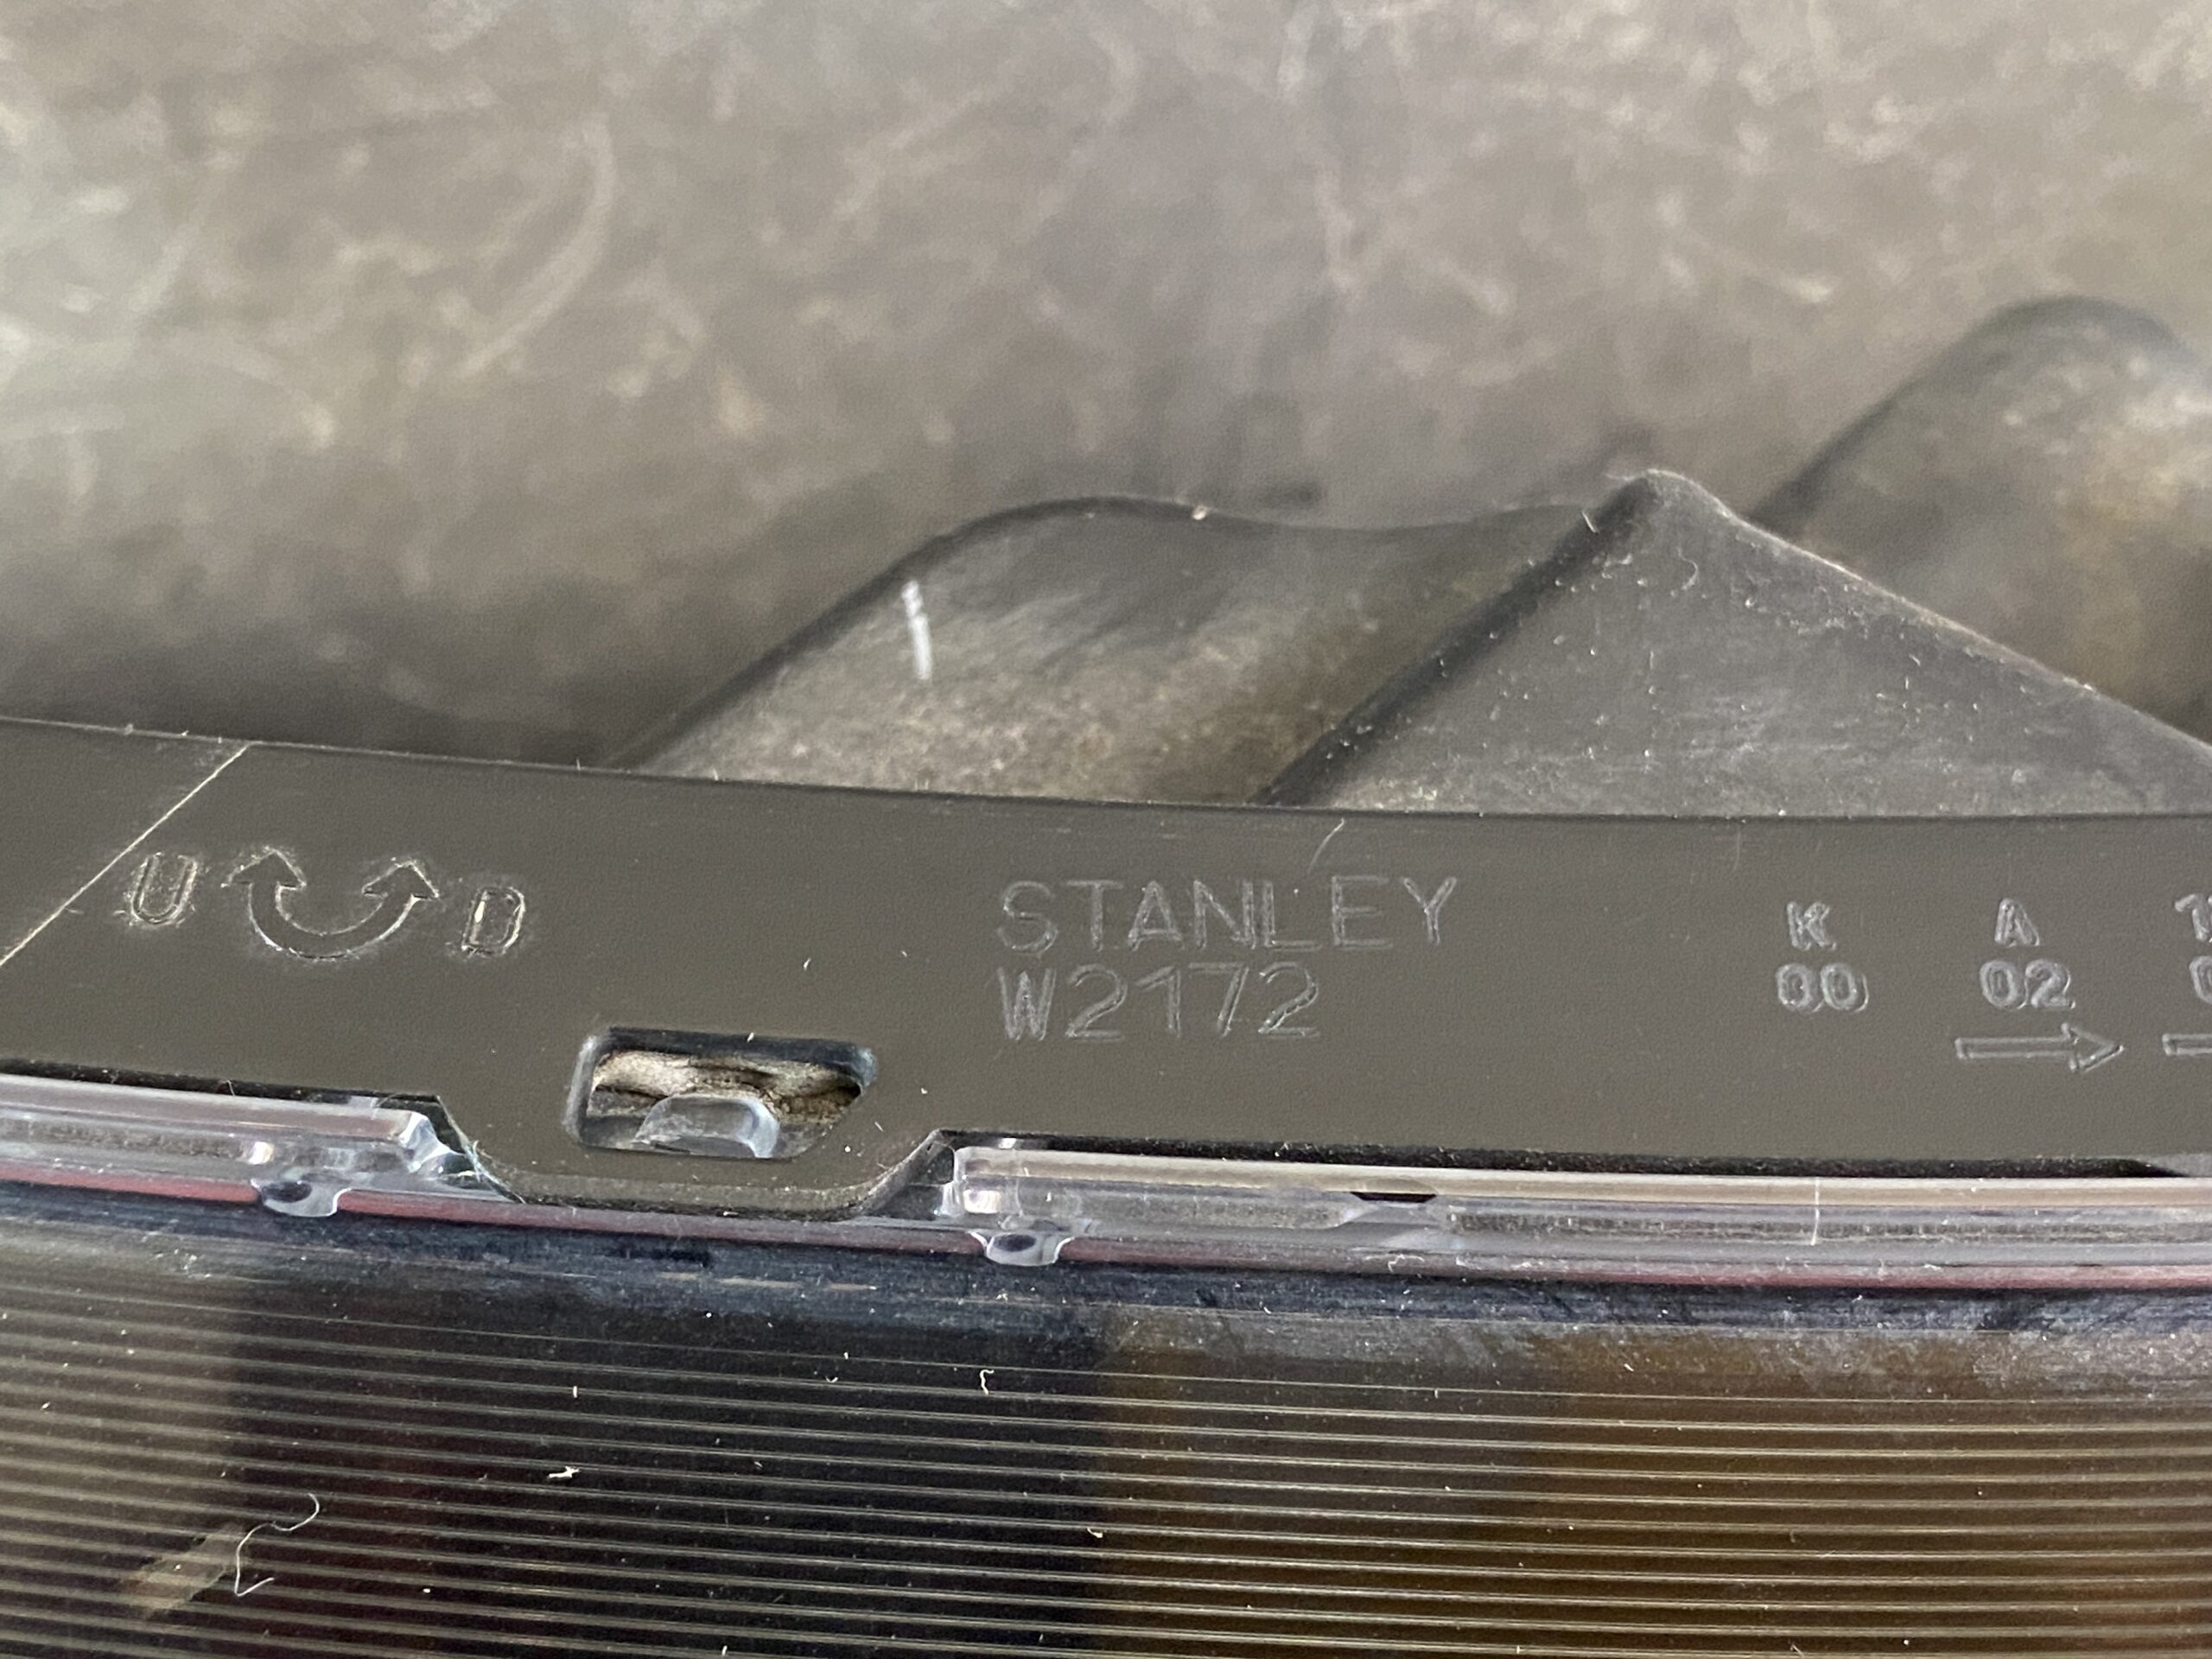 U D
STANLEY
W2172
K A
00 02